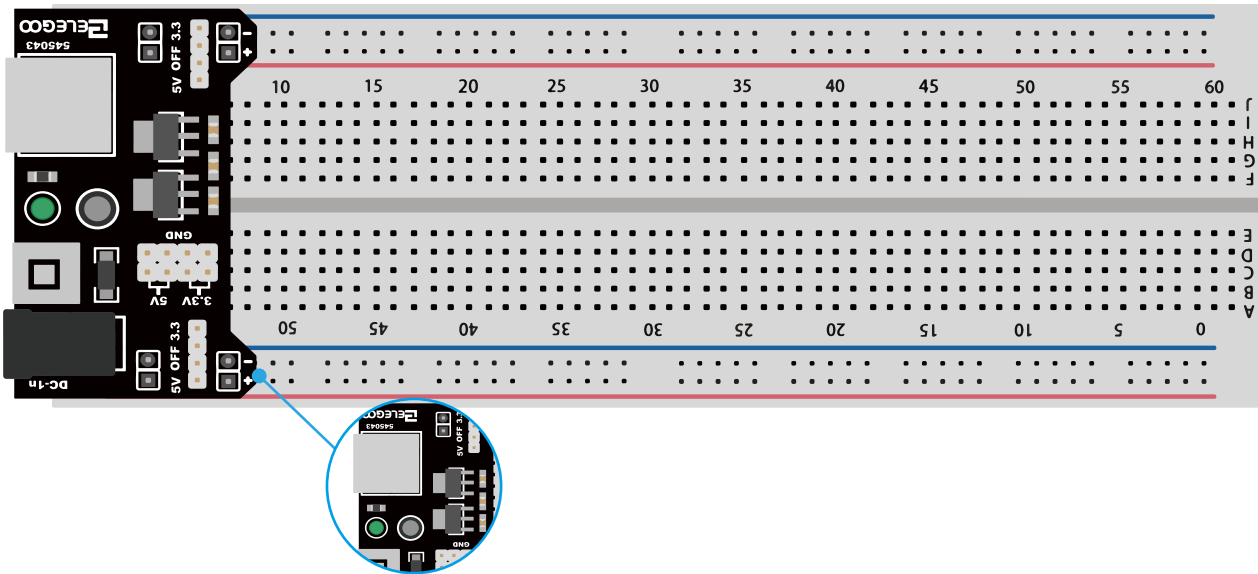 ELEGOO
545043
5V OFF 3.3
- 
+
10 15 20 25 30 35 40 45 50 55 60
J
I
H
G
F
GND
5V 3.3V
E
D
C
B
A
50 45 40 35 30 25 20 15 10 5 0
5V OFF 3.3
-
+
DC-1n
ELEGOO
545043
5V OFF 3.3
GND